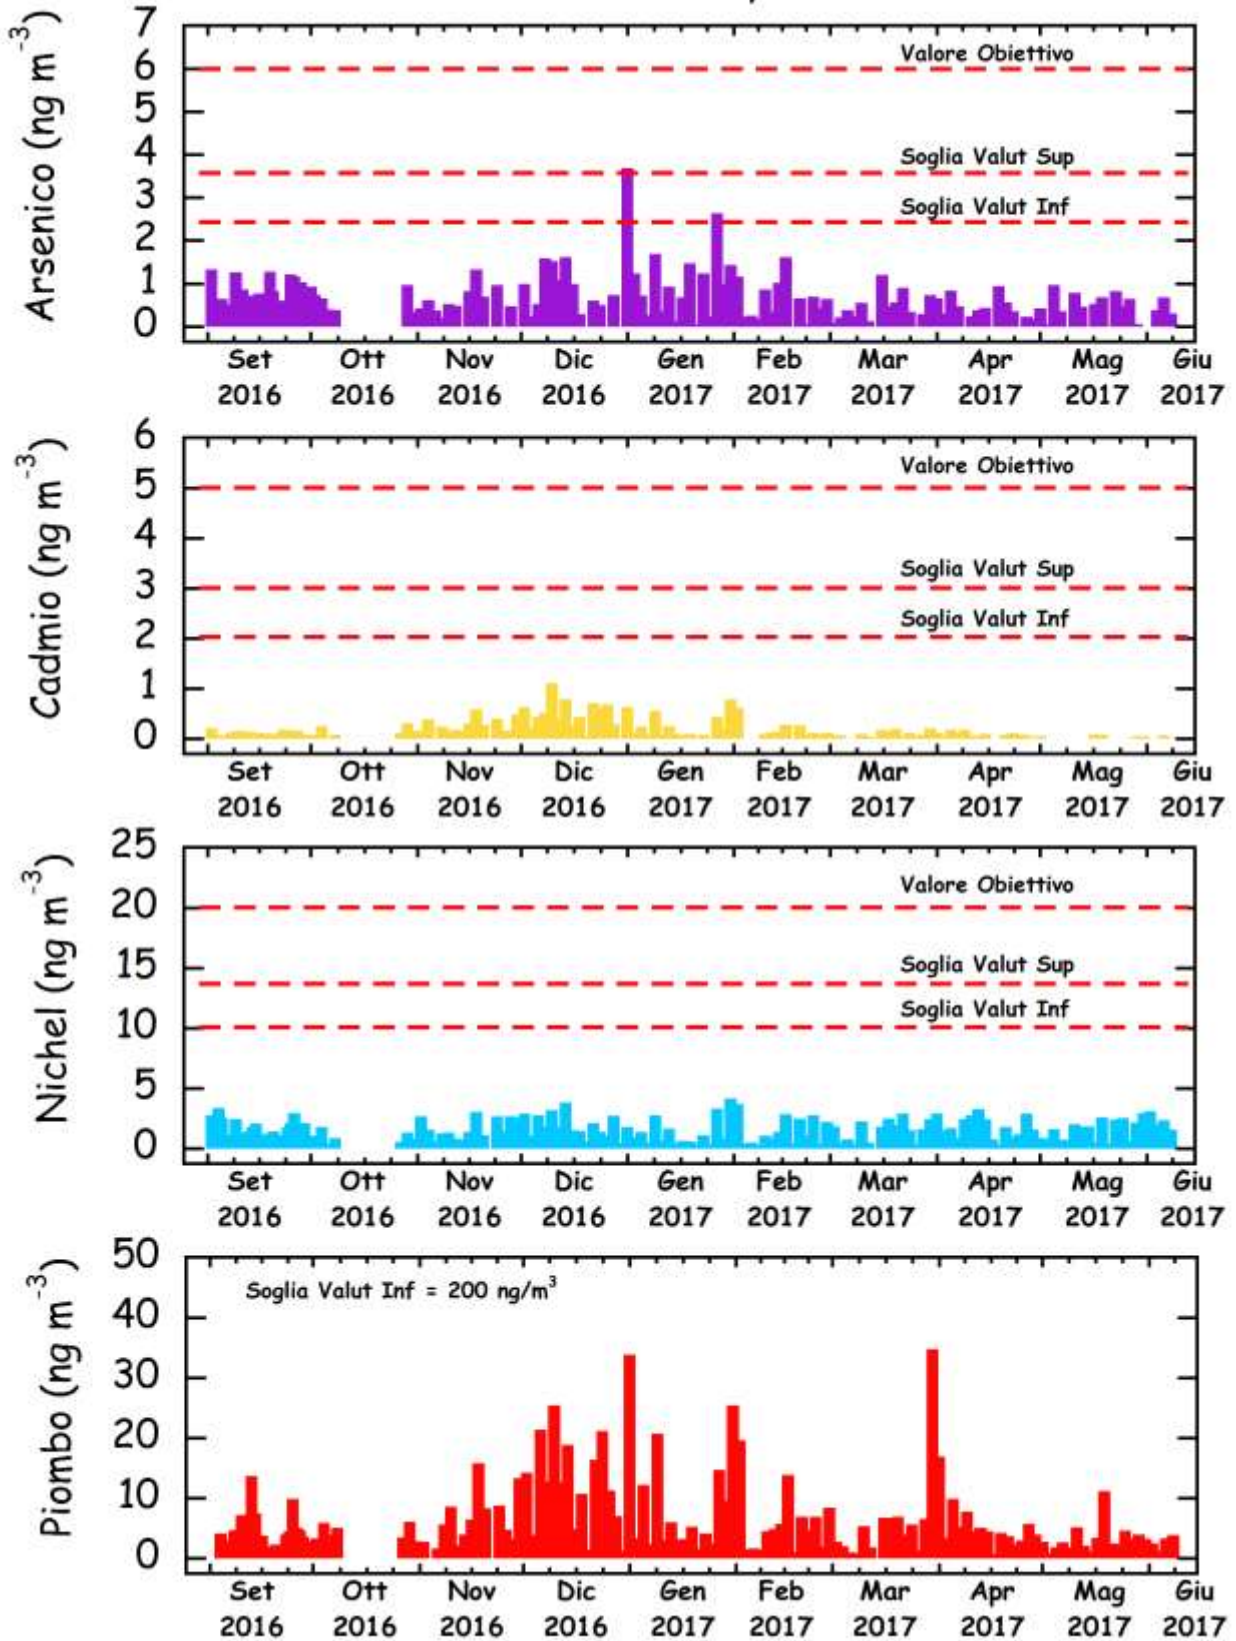 Arsenico (ng m⁻³)
7
6
5
4
3
2
1
0
Valore Obiettivo
Soglia Valut Sup
Soglia Valut Inf
Set Ott Nov Dic Gen Feb Mar Apr Mag Giu
2016 2016 2016 2016 2017 2017 2017 2017 2017 2017
Cadmio (ng m⁻³)
6
5
4
3
2
1
0
Valore Obiettivo
Soglia Valut Sup
Soglia Valut Inf
Set Ott Nov Dic Gen Feb Mar Apr Mag Giu
2016 2016 2016 2016 2017 2017 2017 2017 2017 2017
Nichel (ng m⁻³)
25
20
15
10
5
0
Valore Obiettivo
Soglia Valut Sup
Soglia Valut Inf
Set Ott Nov Dic Gen Feb Mar Apr Mag Giu
2016 2016 2016 2016 2017 2017 2017 2017 2017 2017
Piombo (ng m⁻³)
50
40
30
20
10
0
Soglia Valut Inf = 200 ng/m³
Set Ott Nov Dic Gen Feb Mar Apr Mag Giu
2016 2016 2016 2016 2017 2017 2017 2017 2017 2017